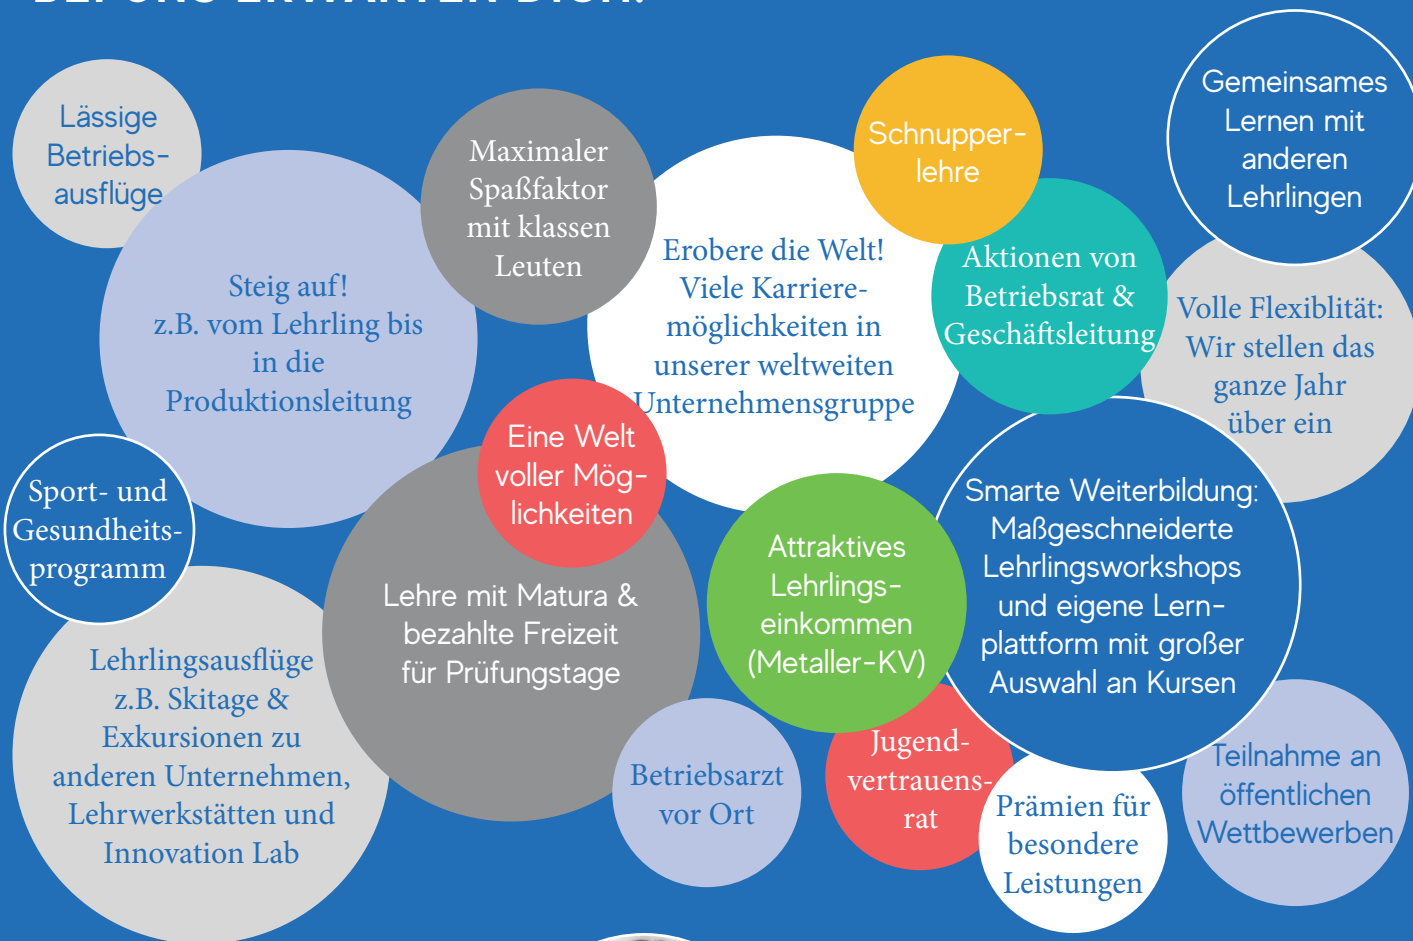 BEI UNS ERWARTEN DICH:
Lässige
Betriebs-
ausflüge
Maximaler
Spaßfaktor
mit klassen
Leuten
Schnupper-
lehre
Gemeinsames
Lernen mit
anderen
Lehrlingen
Steig auf!
z.B. vom Lehrling bis
in die
Produktionsleitung
Erobere die Welt!
Viele Karriere-
möglichkeiten in
unserer weltweiten
Unternehmensgruppe
Aktionen von
Betriebsrat &
Geschäftsleitung
Volle Flexiblität:
Wir stellen das
ganze Jahr
über ein
Sport- und
Gesundheits-
programm
Eine Welt
voller Mög-
lichkeiten
Lehre mit Matura &
bezahlte Freizeit
für Prüfungstage
Attraktives
Lehrlings-
einkommen
(Metaller-KV)
Smarte Weiterbildung:
Maßgeschneiderte
Lehrlingsworkshops
und eigene Lern-
plattform mit großer
Auswahl an Kursen
Lehrlingsausflüge
z.B. Skitage &
Exkursionen zu
anderen Unternehmen,
Lehrwerkstätten und
Innovation Lab
Betriebsarzt
vor Ort
Jugend-
vertrauens-
rat
Prämien für
besondere
Leistungen
Teilnahme an
öffentlichen
Wettbewerben